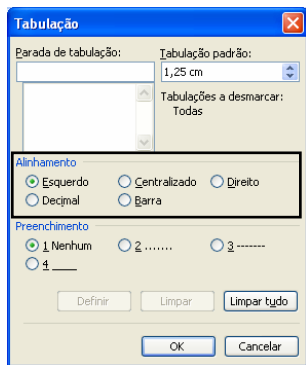 Tabulação
Parada de tabulação: Tabulação padrão:
1,25 cm
Tabulações a desmarcar:
Todas
Alinhamento
Esquerdo Centralizado Direito
Decimal Barra
Preenchimento
1 Nenhum 2 ....... 3 -------
4 ____
Definir Limpar Limpar tudo
OK Cancelar